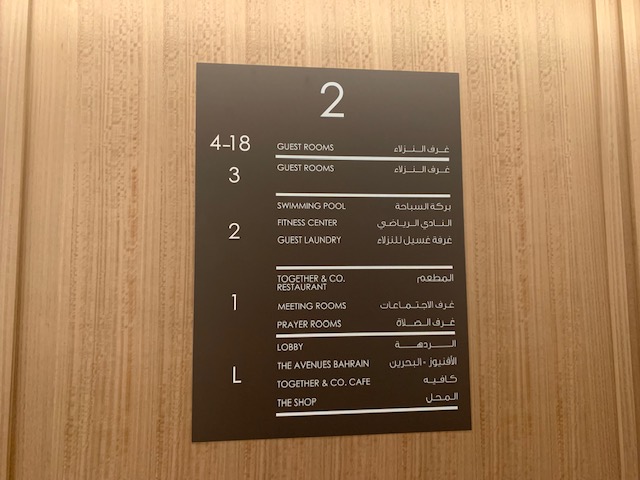 2
4-18 GUEST ROOMS غرف النزلاء
3 GUEST ROOMS غرف النزلاء
SWIMMING POOL بركة السباحة
2 FITNESS CENTER النادي الرياضي
GUEST LAUNDRY غرفة غسيل للنزلاء
TOGETHER & CO. المطعم
RESTAURANT
1 MEETING ROOMS غرف الاجتماعات
PRAYER ROOMS غرف الصلاة
LOBBY الردهة
THE AVENUES BAHRAIN الأڤنيوز - البحرين
L TOGETHER & CO. CAFE كافيه
THE SHOP المحل